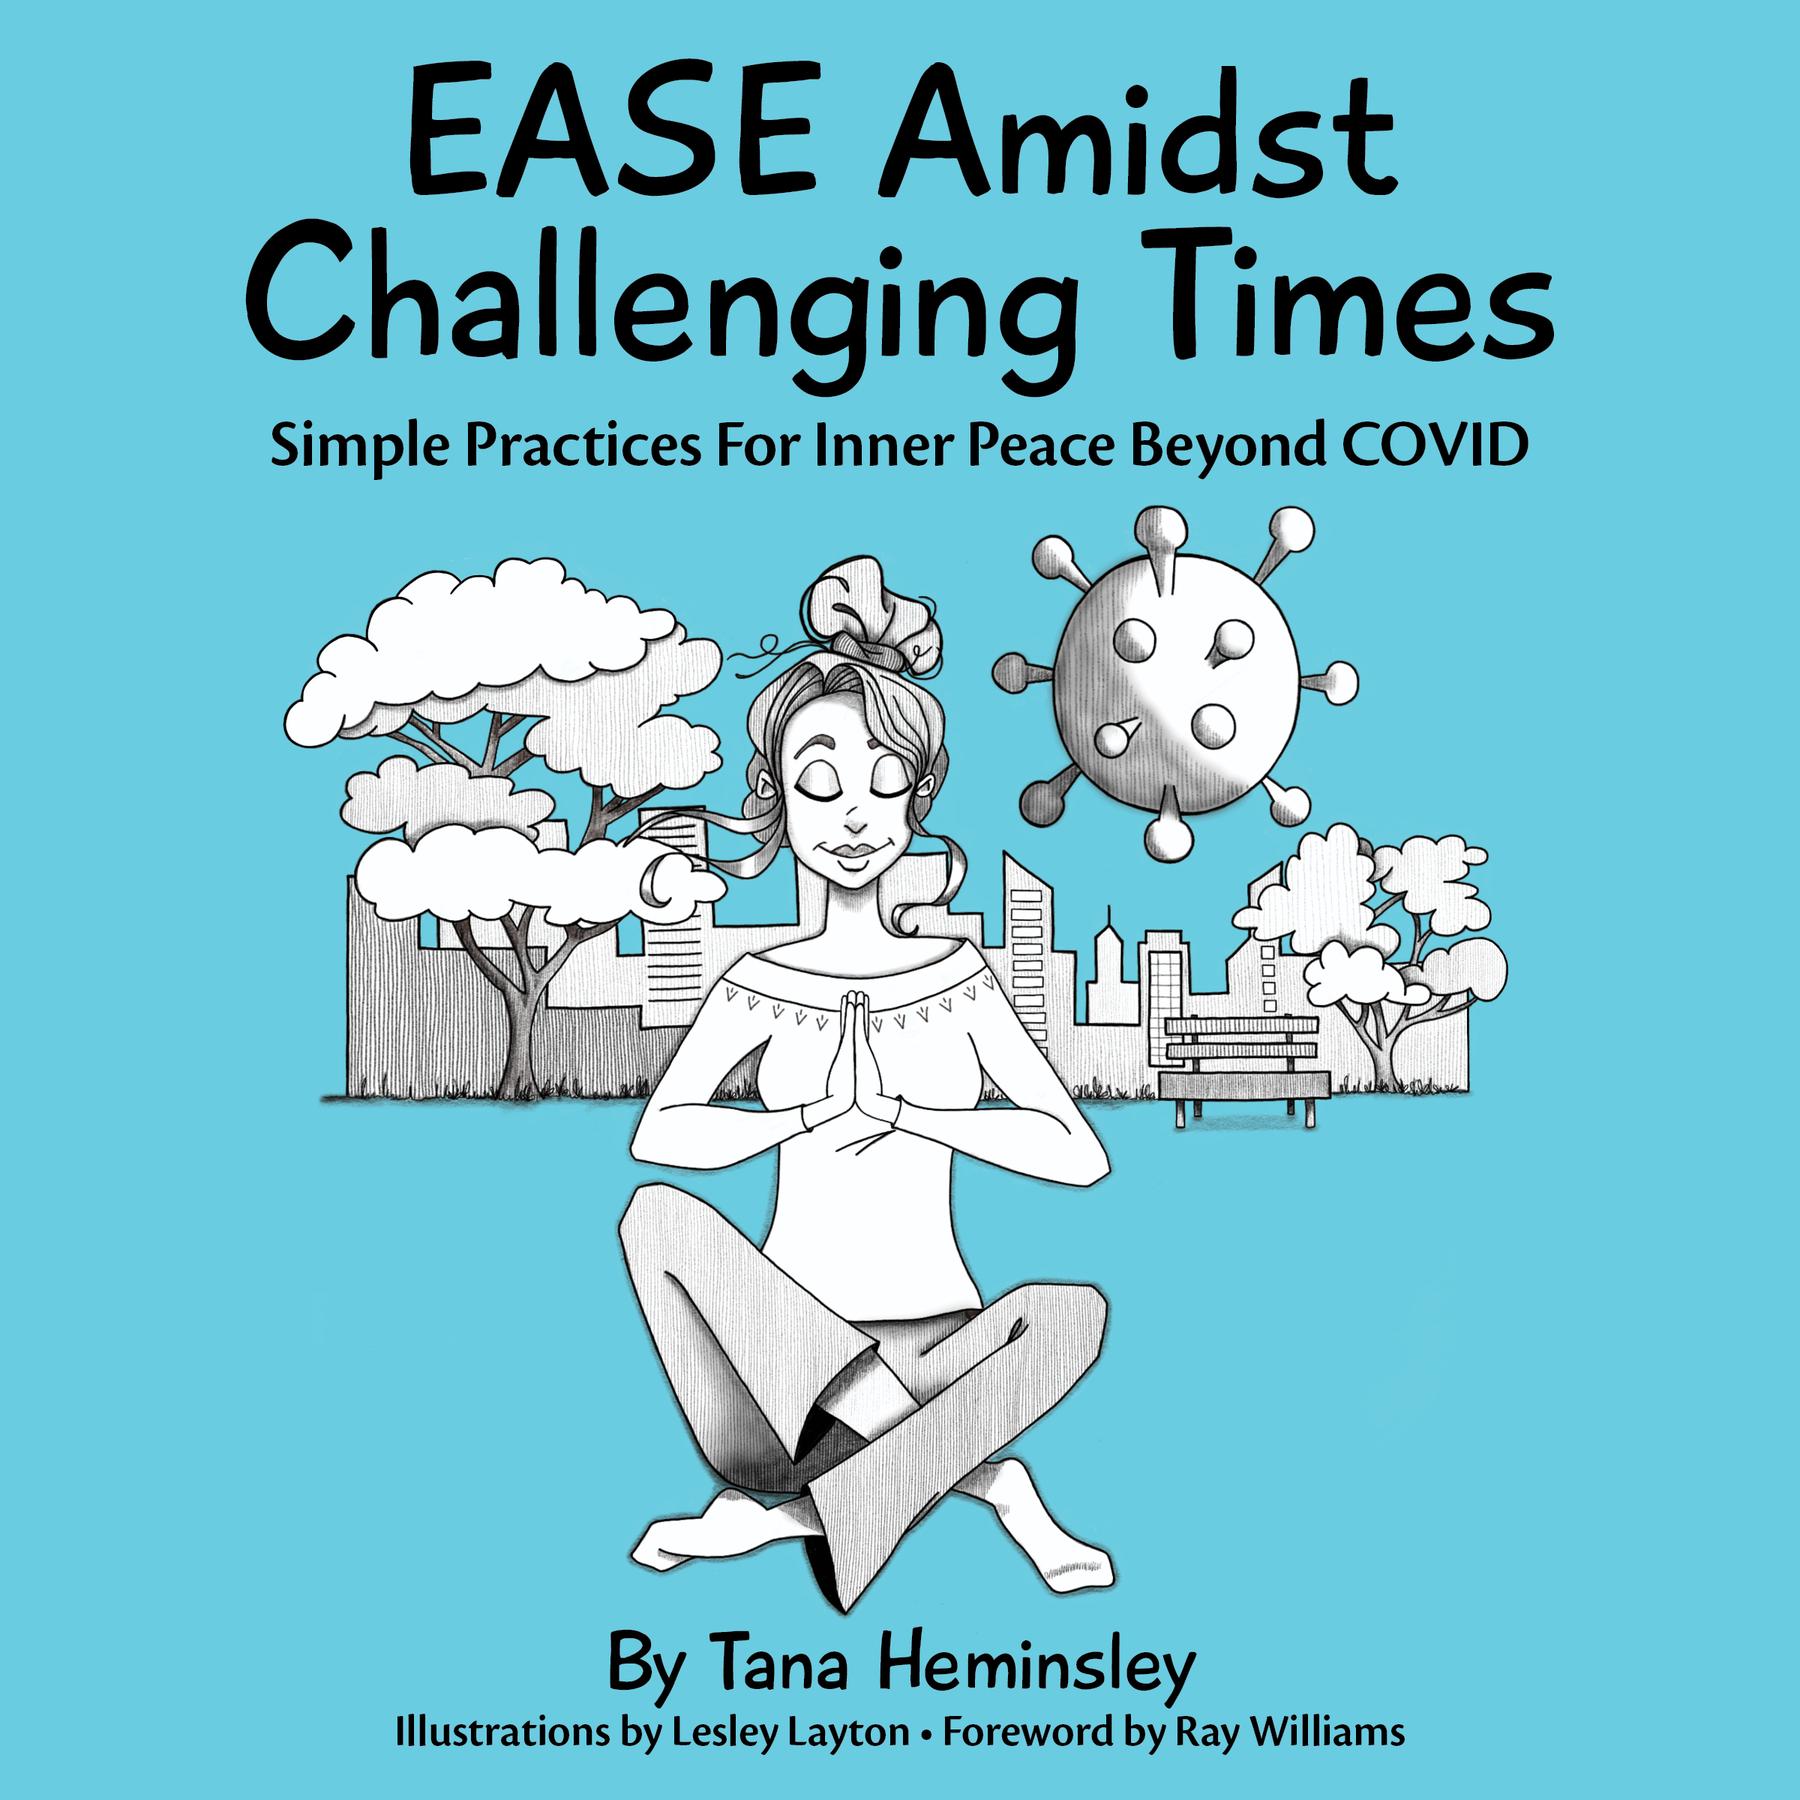 EASE Amidst
Challenging Times
Simple Practices For Inner Peace Beyond COVID
By Tana Heminsley
Illustrations by Lesley Layton • Foreword by Ray Williams